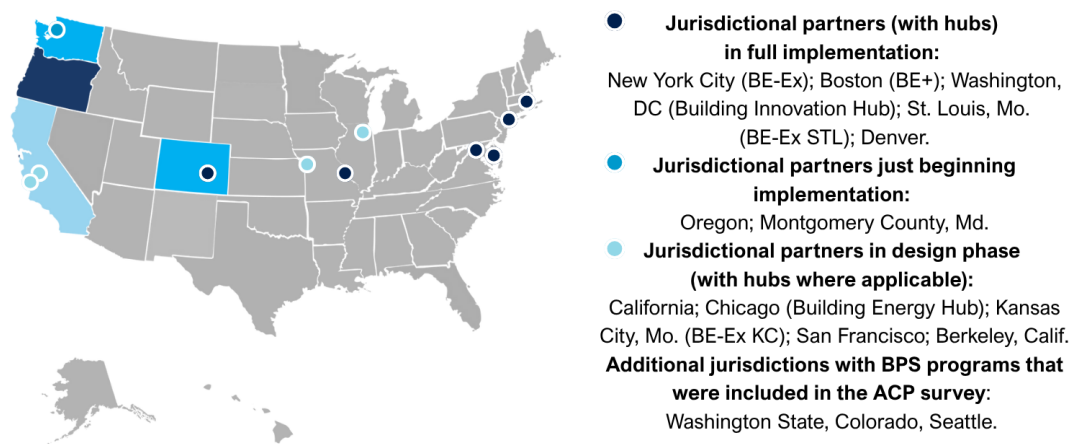 Jurisdictional partners (with hubs)
in full implementation:
New York City (BE-Ex); Boston (BE+); Washington,
DC (Building Innovation Hub); St. Louis, Mo.
(BE-Ex STL); Denver.
Jurisdictional partners just beginning
implementation:
Oregon; Montgomery County, Md.
Jurisdictional partners in design phase
(with hubs where applicable):
California; Chicago (Building Energy Hub); Kansas
City, Mo. (BE-Ex KC); San Francisco; Berkeley, Calif.
Additional jurisdictions with BPS programs that
were included in the ACP survey:
Washington State, Colorado, Seattle.